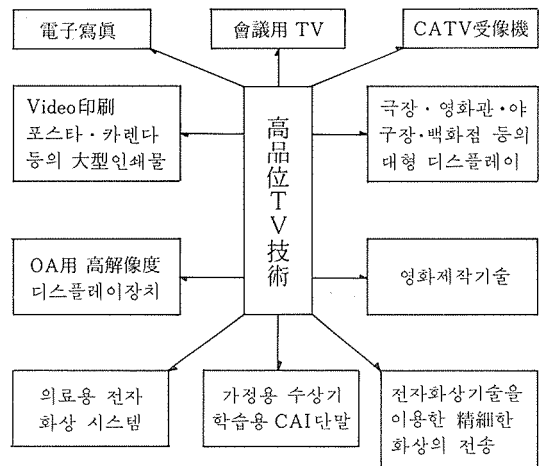 電子寫眞
會議用 TV
CATV受像機
Video印刷
포스타·카렌다
등의 大型인쇄물
高品位TV技術
극장·영화관·야
구장·백화점 등의
대형 디스플레이
OA用 高解像度
디스플레이장치
영화제작기술
의료용 전자
화상 시스템
가정용 수상기
학습용 CAI단말
전자화상기술을
이용한 精細한
화상의 전송